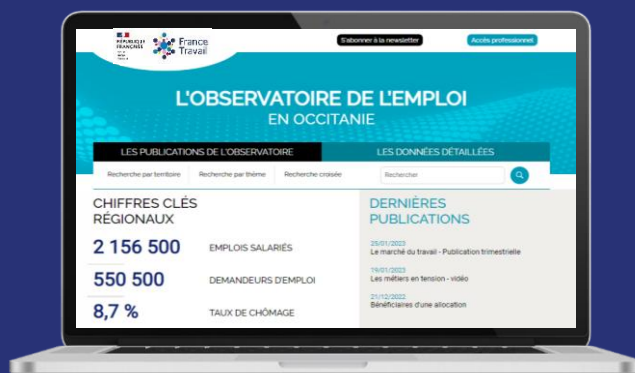 RÉPUBLIQUE
FRANÇAISE
France
Travail
S'abonner à la newsletter
Accès professionnel
L'OBSERVATOIRE DE L'EMPLOI
EN OCCITANIE
LES PUBLICATIONS DE L'OBSERVATOIRE
LES DONNÉES DÉTAILLÉES
Recherche par territoire
Recherche par thème
Recherche croisée
Rechercher
CHIFFRES CLÉS
RÉGIONAUX
2 156 500
EMPLOIS SALARIÉS
550 500
DEMANDEURS D'EMPLOI
8,7 %
TAUX DE CHÔMAGE
DERNIÈRES
PUBLICATIONS
25/01/2023
Le marché du travail - Publication trimestrielle
19/01/2023
Les métiers en tension - vidéo
21/12/2022
Bénéficiaires d'une allocation